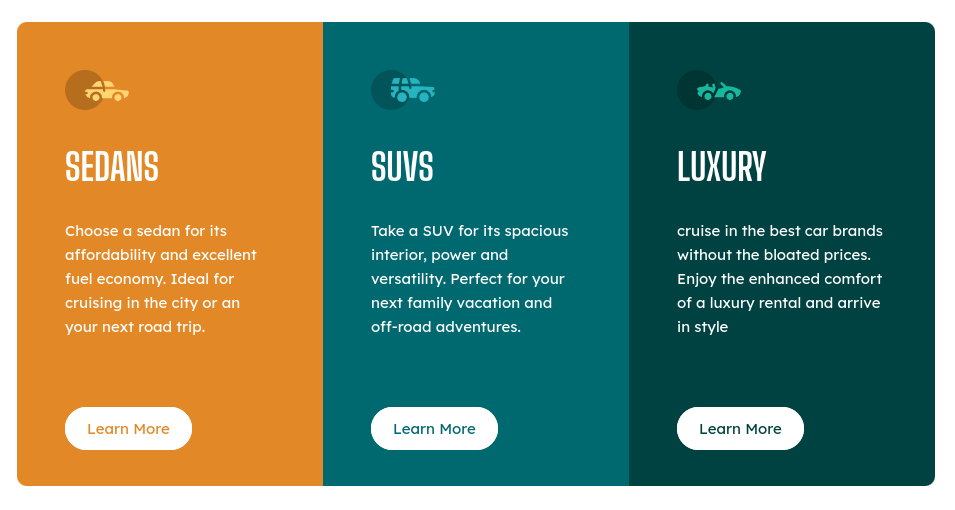 SEDANS
Choose a sedan for its
affordability and excellent
fuel economy. Ideal for
cruising in the city or an
your next road trip.
Learn More
SUVS
Take a SUV for its spacious
interior, power and
versatility. Perfect for your
next family vacation and
off-road adventures.
Learn More
LUXURY
cruise in the best car brands
without the bloated prices.
Enjoy the enhanced comfort
of a luxury rental and arrive
in style
Learn More